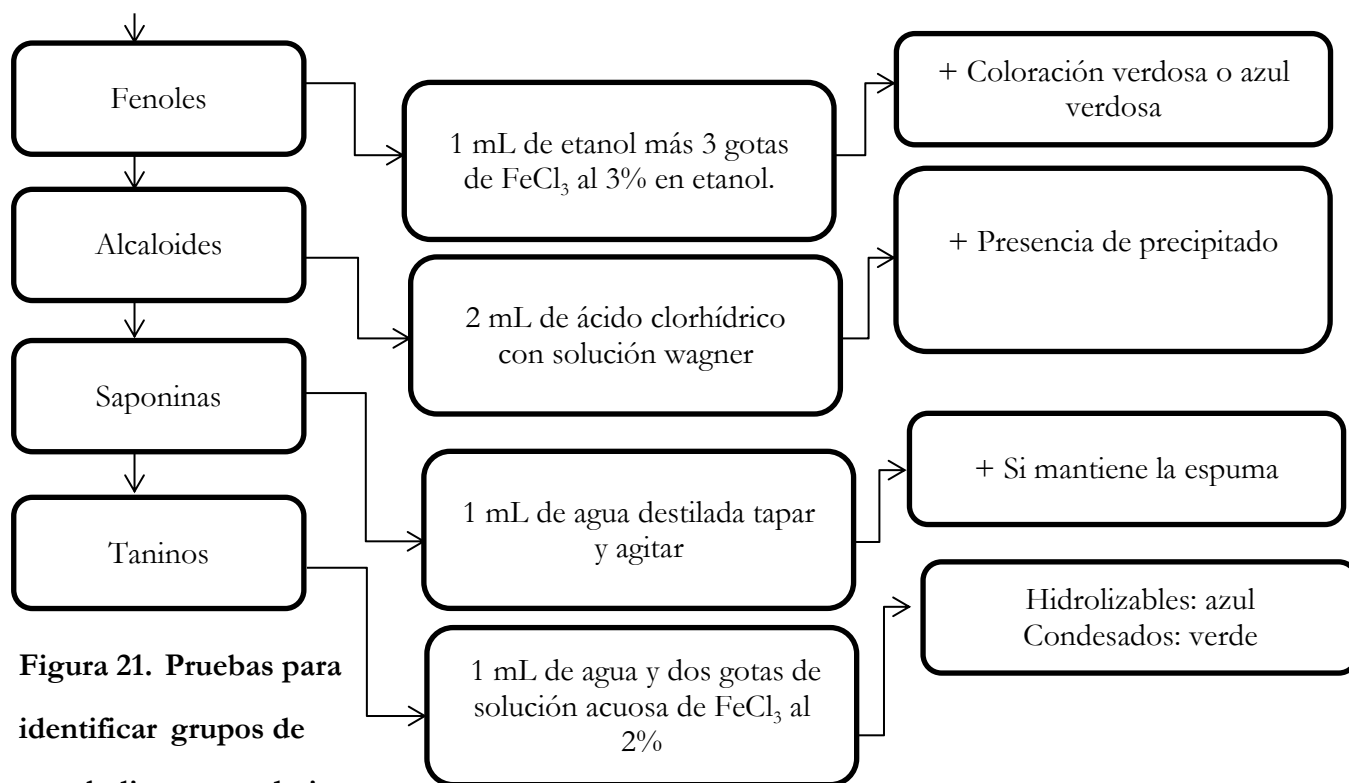 Fenoles
1 mL de etanol más 3 gotas
de FeCl₃ al 3% en etanol.
+ Coloración verdosa o azul
verdosa
Alcaloides
2 mL de ácido clorhídrico
con solución wagner
+ Presencia de precipitado
Saponinas
1 mL de agua destilada tapar
y agitar
+ Si mantiene la espuma
Taninos
1 mL de agua y dos gotas de
solución acuosa de FeCl₃ al
2%
Hidrolizables: azul
Condesados: verde
Figura 21. Pruebas para
identificar grupos de